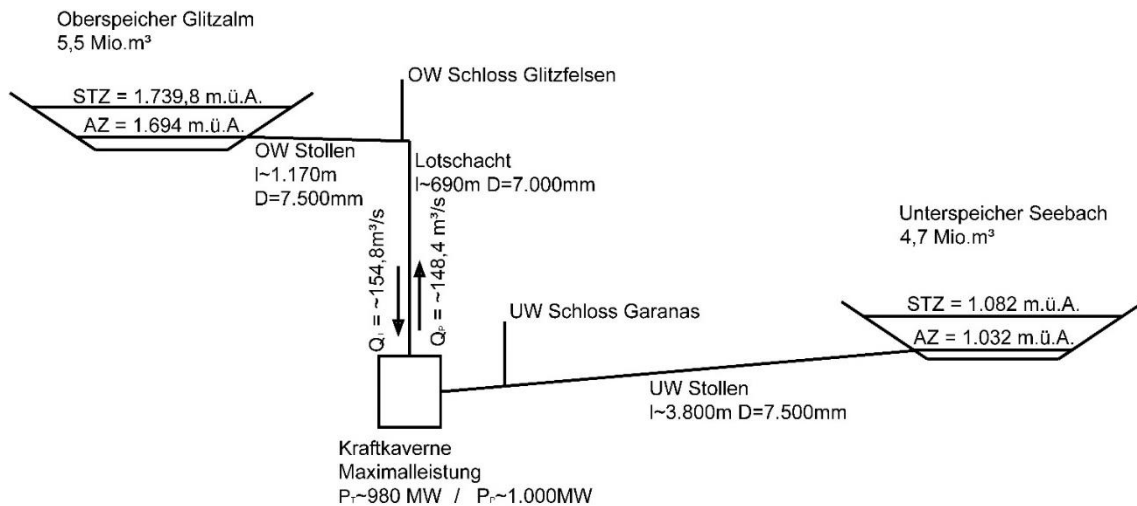 Oberspeicher Glitzalm
5,5 Mio.m³
STZ = 1.739,8 m.ü.A.
AZ = 1.694 m.ü.A.
OW Stollen
l~1.170m
D=7.500mm
OW Schloss Glitzfelsen
Lotschacht
l~690m D=7.000mm
Qₜ = ~154,8m³/s
Qₚ = ~148,4 m³/s
Unterspeicher Seebach
4,7 Mio.m³
STZ = 1.082 m.ü.A.
AZ = 1.032 m.ü.A.
UW Schloss Garanas
UW Stollen
l~3.800m D=7.500mm
Kraftkaverne
Maximalleistung
Pₜ~980 MW / Pₚ~1.000MW